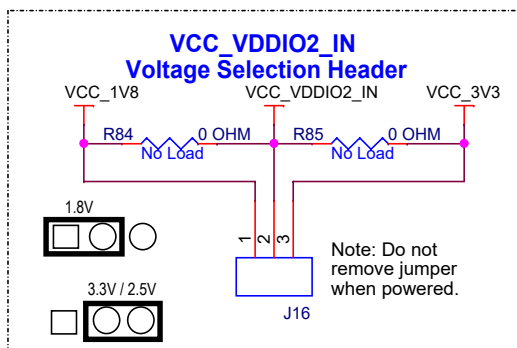 VCC_VDDIO2_IN
Voltage Selection Header
VCC_1V8
VCC_VDDIO2_IN
VCC_3V3
R84
0 OHM
R85
0 OHM
No Load
No Load
1.8V
1
2
3
Note: Do not
remove jumper
when powered.
3.3V / 2.5V
J16